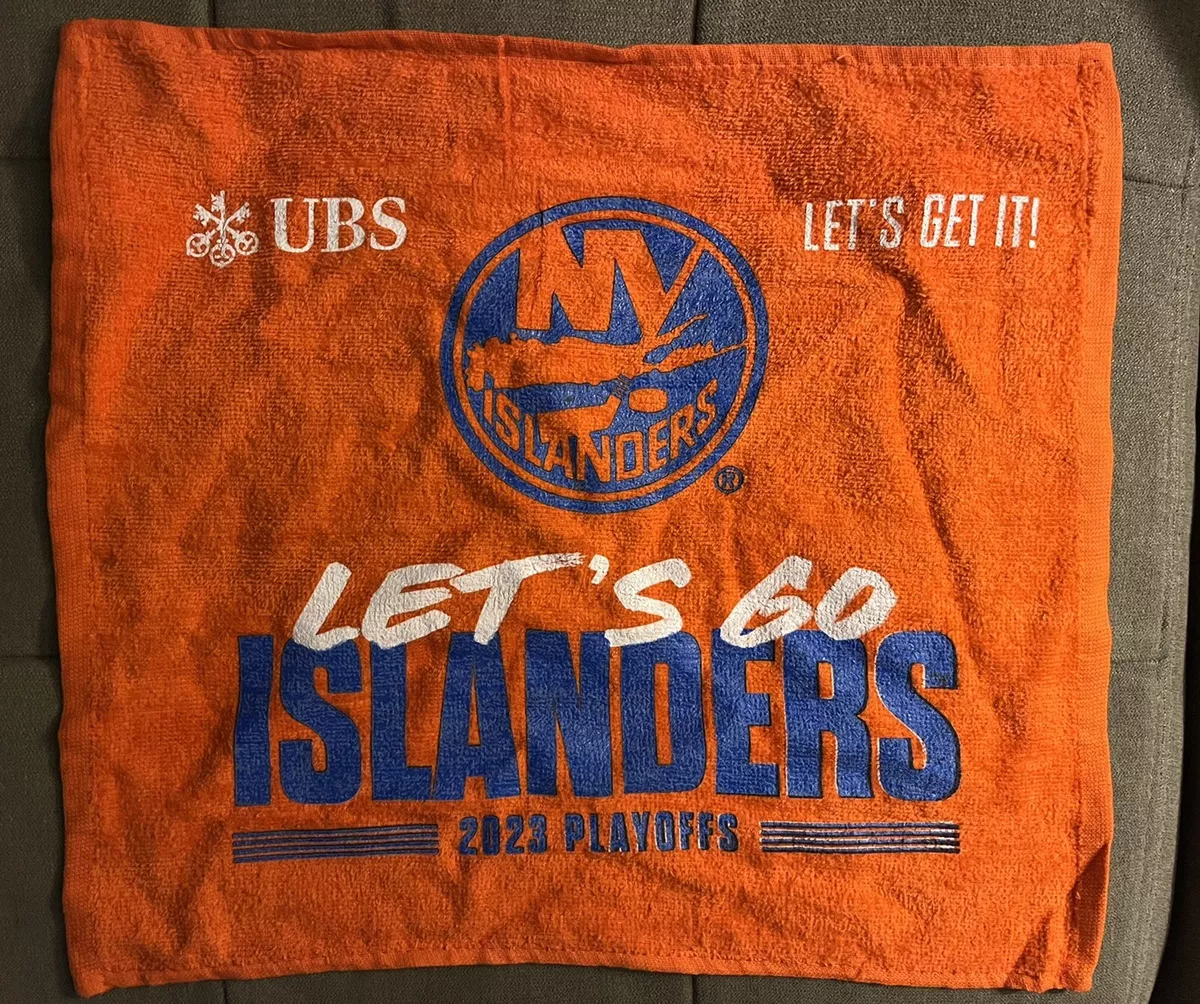 UBS
LET'S GET IT!
NY
ISLANDERS
®
LET'S GO
ISLANDERS
2023 PLAYOFFS